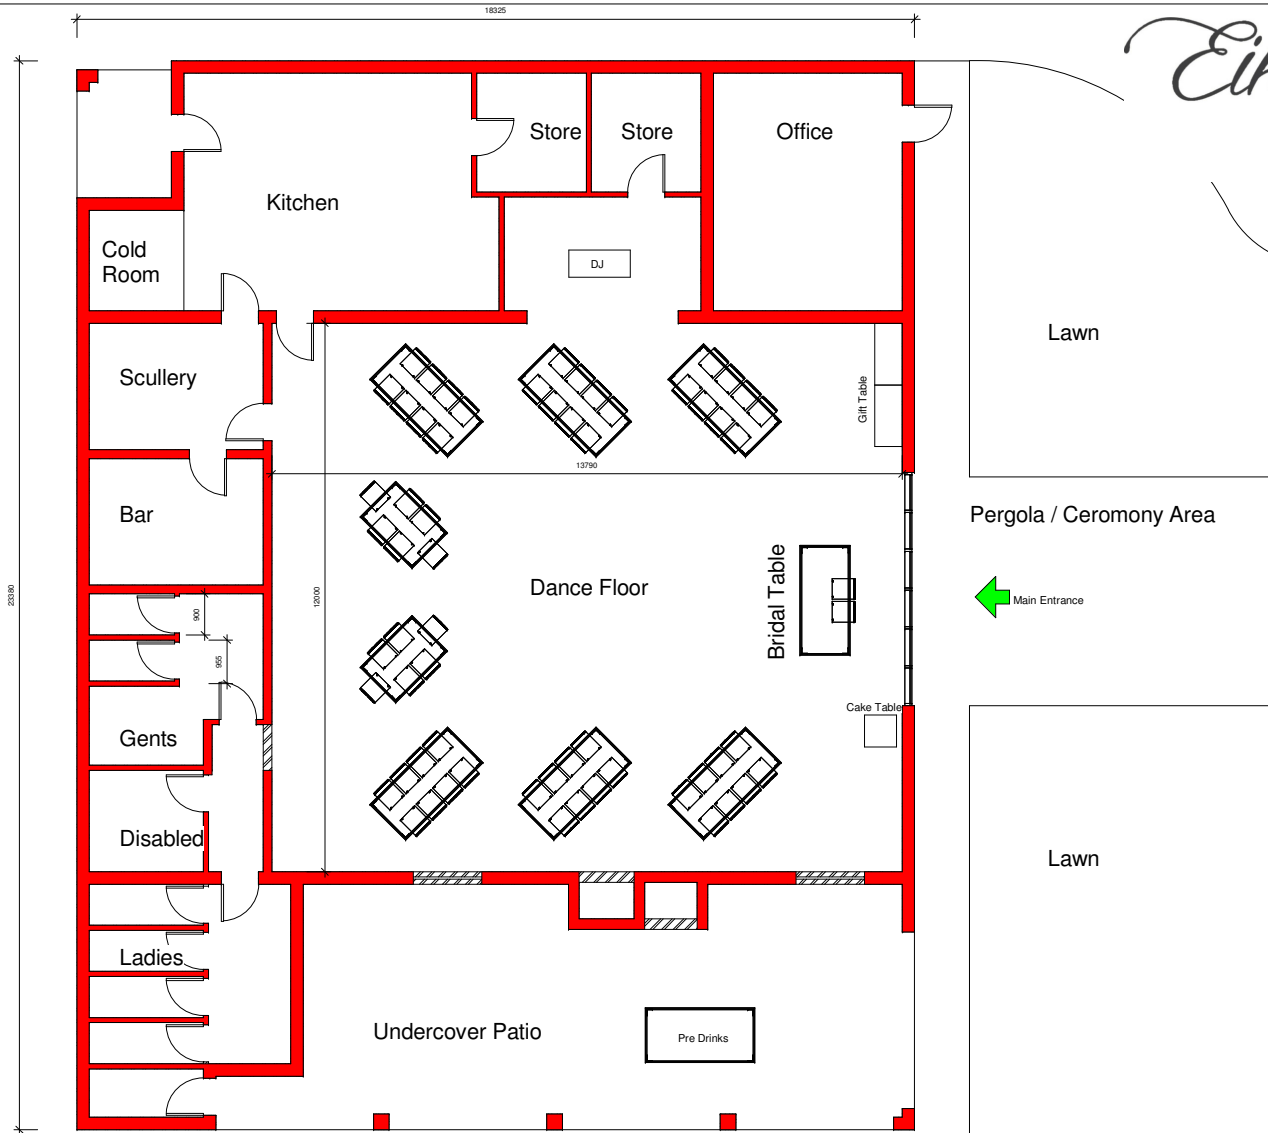 18325
Store
Store
Office
Kitchen
Cold
Room
DJ
Lawn
Scullery
Gift Table
13790
Bar
Pergola / Ceromony Area
Dance Floor
Bridal Table
23380
12000
900
Main Entrance
955
Cake Table
Gents
Disabled
Lawn
Ladies
Undercover Patio
Pre Drinks